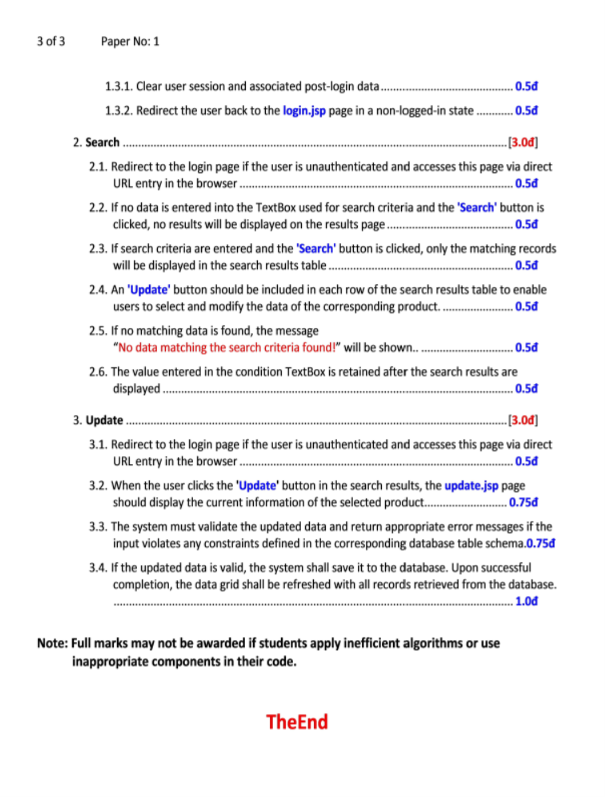 3 of 3 Paper No: 1
1.3.1. Clear user session and associated post-login data............................................ 0.5đ
1.3.2. Redirect the user back to the login.jsp page in a non-logged-in state ............ 0.5đ
2. Search ....................................................................................................................................[3.0đ]
2.1. Redirect to the login page if the user is unauthenticated and accesses this page via direct
URL entry in the browser ............................................................................................. 0.5đ
2.2. If no data is entered into the TextBox used for search criteria and the 'Search' button is
clicked, no results will be displayed on the results page .......................................... 0.5đ
2.3. If search criteria are entered and the 'Search' button is clicked, only the matching records
will be displayed in the search results table .............................................................. 0.5đ
2.4. An 'Update' button should be included in each row of the search results table to enable
users to select and modify the data of the corresponding product. ....................... 0.5đ
2.5. If no matching data is found, the message
“No data matching the search criteria found!” will be shown.. ............................... 0.5đ
2.6. The value entered in the condition TextBox is retained after the search results are
displayed ....................................................................................................................... 0.5đ
3. Update ...................................................................................................................................[3.0đ]
3.1. Redirect to the login page if the user is unauthenticated and accesses this page via direct
URL entry in the browser ............................................................................................. 0.5đ
3.2. When the user clicks the 'Update' button in the search results, the update.jsp page
should display the current information of the selected product............................ 0.75đ
3.3. The system must validate the updated data and return appropriate error messages if the
input violates any constraints defined in the corresponding database table schema.0.75đ
3.4. If the updated data is valid, the system shall save it to the database. Upon successful
completion, the data grid shall be refreshed with all records retrieved from the database.
........................................................................................................................................ 1.0đ
Note: Full marks may not be awarded if students apply inefficient algorithms or use
inappropriate components in their code.
TheEnd